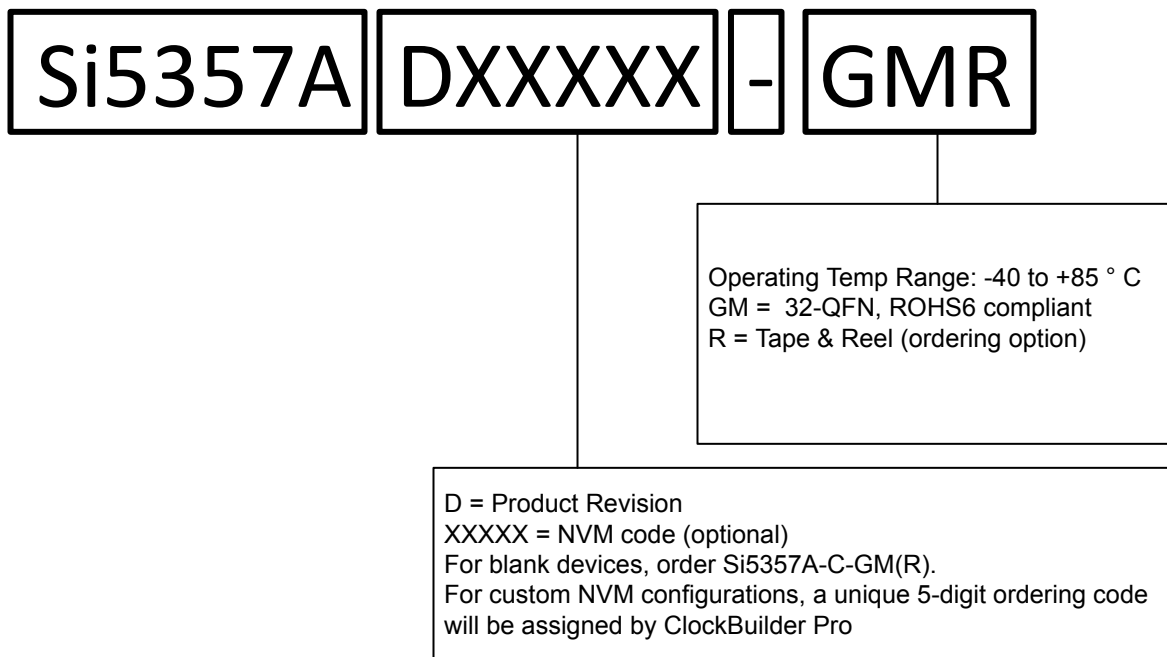 Si5357A DXXXXX - GMR
Operating Temp Range: -40 to +85 ° C
GM = 32-QFN, ROHS6 compliant
R = Tape & Reel (ordering option)
D = Product Revision
XXXXX = NVM code (optional)
For blank devices, order Si5357A-C-GM(R).
For custom NVM configurations, a unique 5-digit ordering code
will be assigned by ClockBuilder Pro